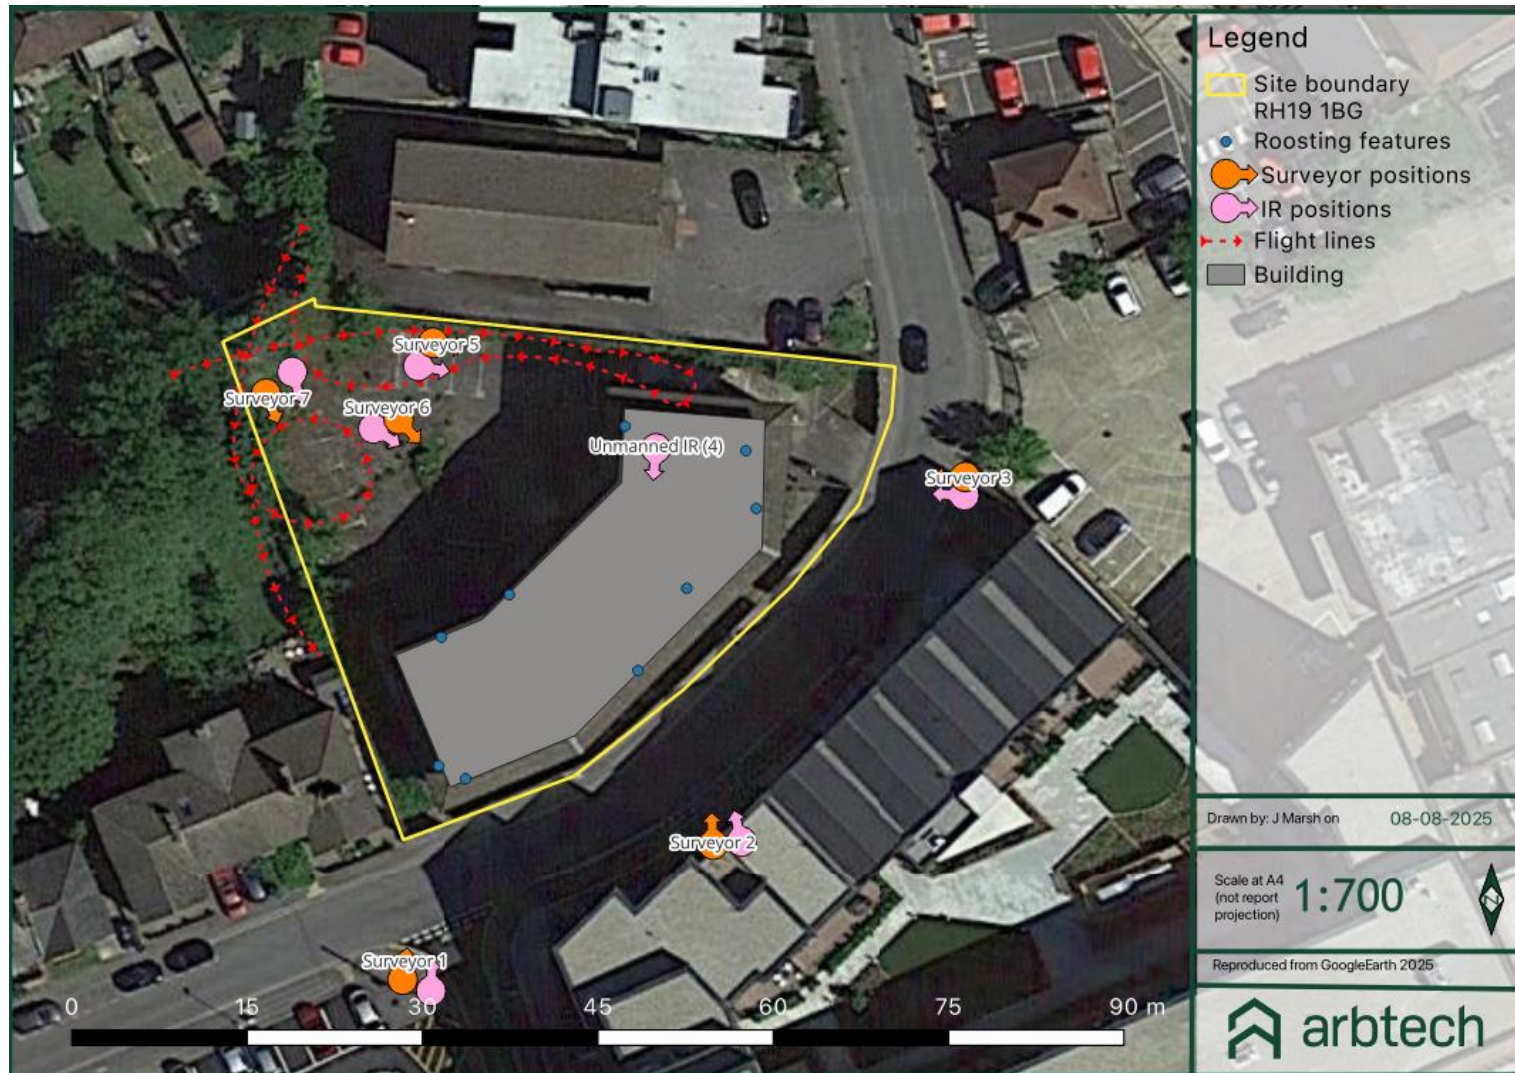 Legend
Site boundary
RH19 1BG
Roosting features
Surveyor positions
IR positions
Flight lines
Building
Surveyor 5
Surveyor 7
Surveyor 6
Unmanned IR (4)
Surveyor 3
Surveyor 2
Surveyor 1
0 15 30 45 60 75 90 m
Drawn by: J Marsh on 08-08-2025
Scale at A4
(not report
projection)
1:700
N
Reproduced from GoogleEarth 2025
arbtech